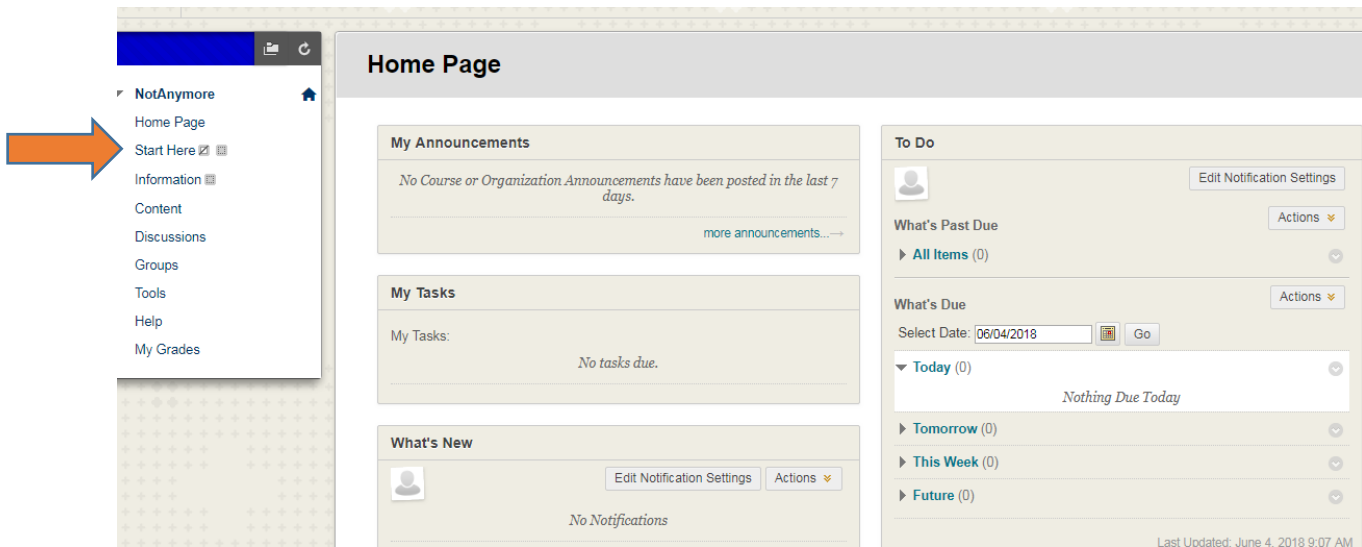 NotAnymore
Home Page
Start Here
Information
Content
Discussions
Groups
Tools
Help
My Grades
Home Page
My Announcements
No Course or Organization Announcements have been posted in the last 7
days.
more announcements...→
My Tasks
My Tasks:
No tasks due.
What's New
Edit Notification Settings
Actions
No Notifications
To Do
Edit Notification Settings
What's Past Due
Actions
All Items (0)
What's Due
Actions
Select Date: 06/04/2018 Go
Today (0)
Nothing Due Today
Tomorrow (0)
This Week (0)
Future (0)
Last Updated: June 4, 2018 9:07 AM